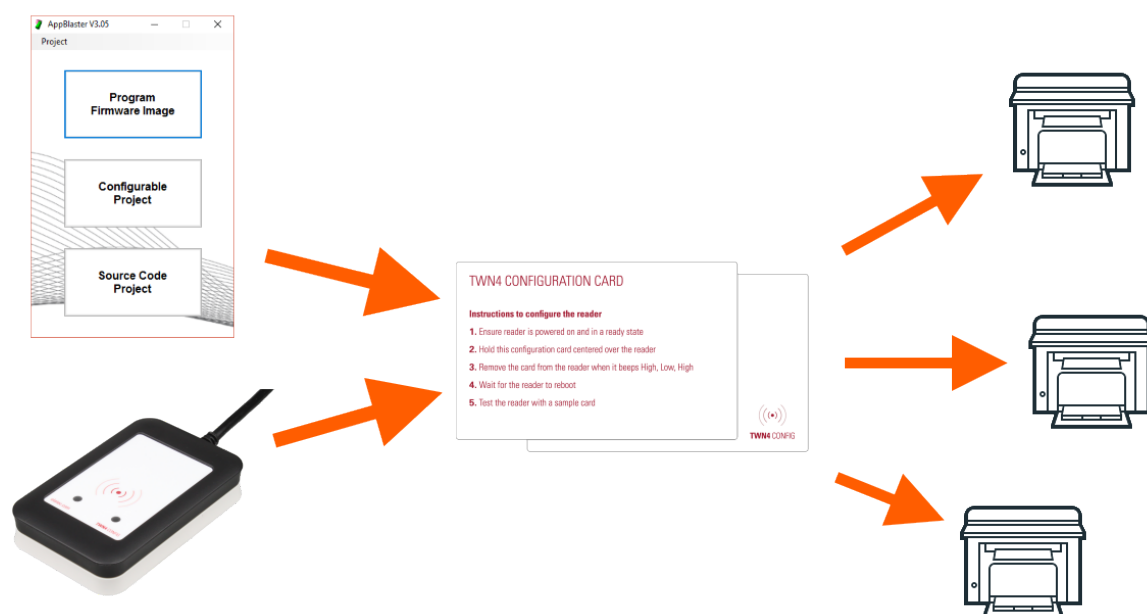 AppBlaster V3.05
Project
Program
Firmware Image
Configurable
Project
Source Code
Project
TWN4 CONFIGURATION CARD
Instructions to configure the reader
1. Ensure reader is powered on and in a ready state
2. Hold this configuration card centered over the reader
3. Remove the card from the reader when it beeps High, Low, High
4. Wait for the reader to reboot
5. Test the reader with a sample card
TWN4 CONFIG